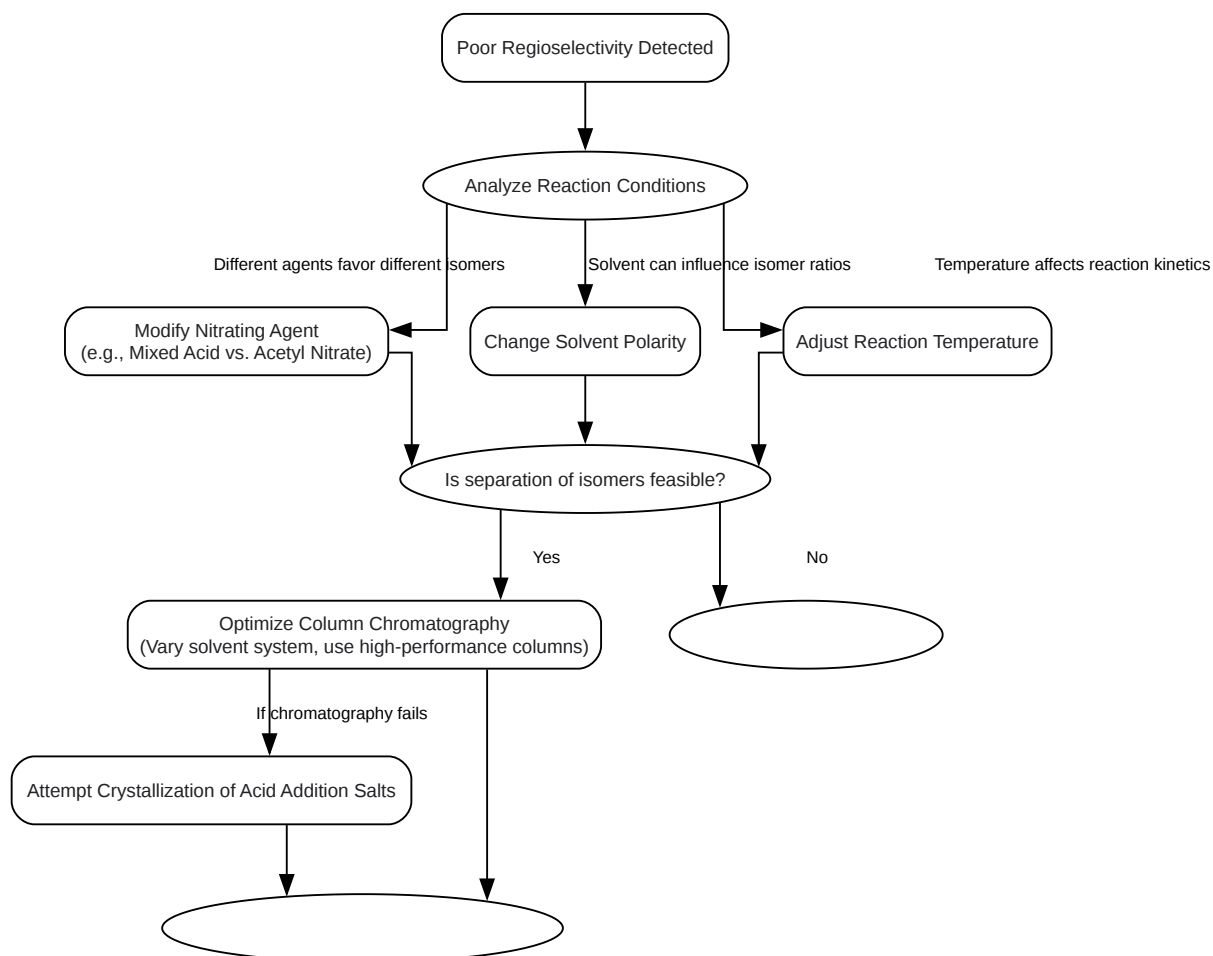 Poor Regioselectivity Detected
Analyze Reaction Conditions
Different agents favor different isomers
Solvent can influence isomer ratios
Temperature affects reaction kinetics
Modify Nitrating Agent
(e.g., Mixed Acid vs. Acetyl Nitrate)
Change Solvent Polarity
Adjust Reaction Temperature
Is separation of isomers feasible?
Yes
No
Optimize Column Chromatography
(Vary solvent system, use high-performance columns)
If chromatography fails
Attempt Crystallization of Acid Addition Salts